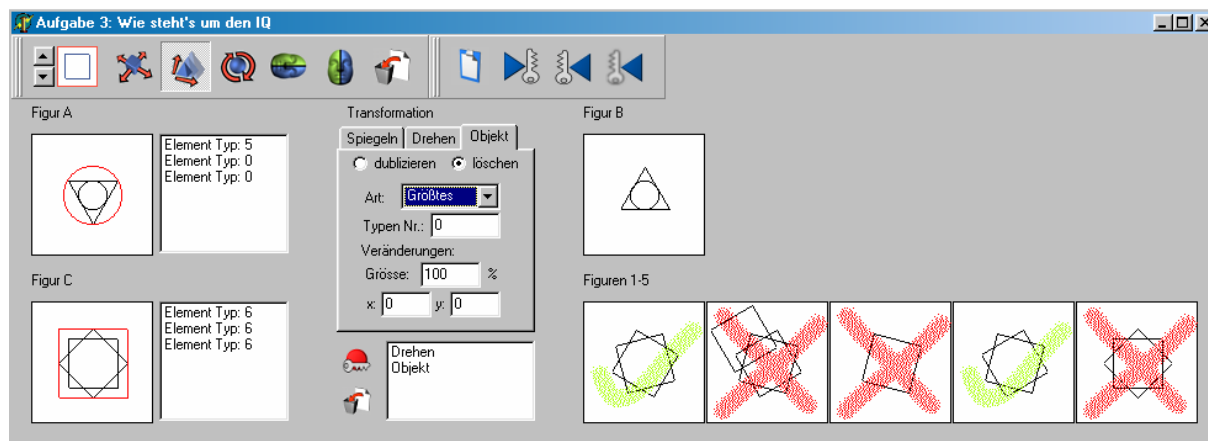 Aufgabe 3: Wie steht's um den IQ
Figur A
Element Typ: 5
Element Typ: 0
Element Typ: 0
Transformation
Spiegeln Drehen Objekt
dublizieren löschen
Art: Größtes
Typen Nr.: 0
Veränderungen:
Grösse: 100 %
x: 0 y: 0
Figur B
Figur C
Element Typ: 6
Element Typ: 6
Element Typ: 6
Drehen
Objekt
Figuren 1-5